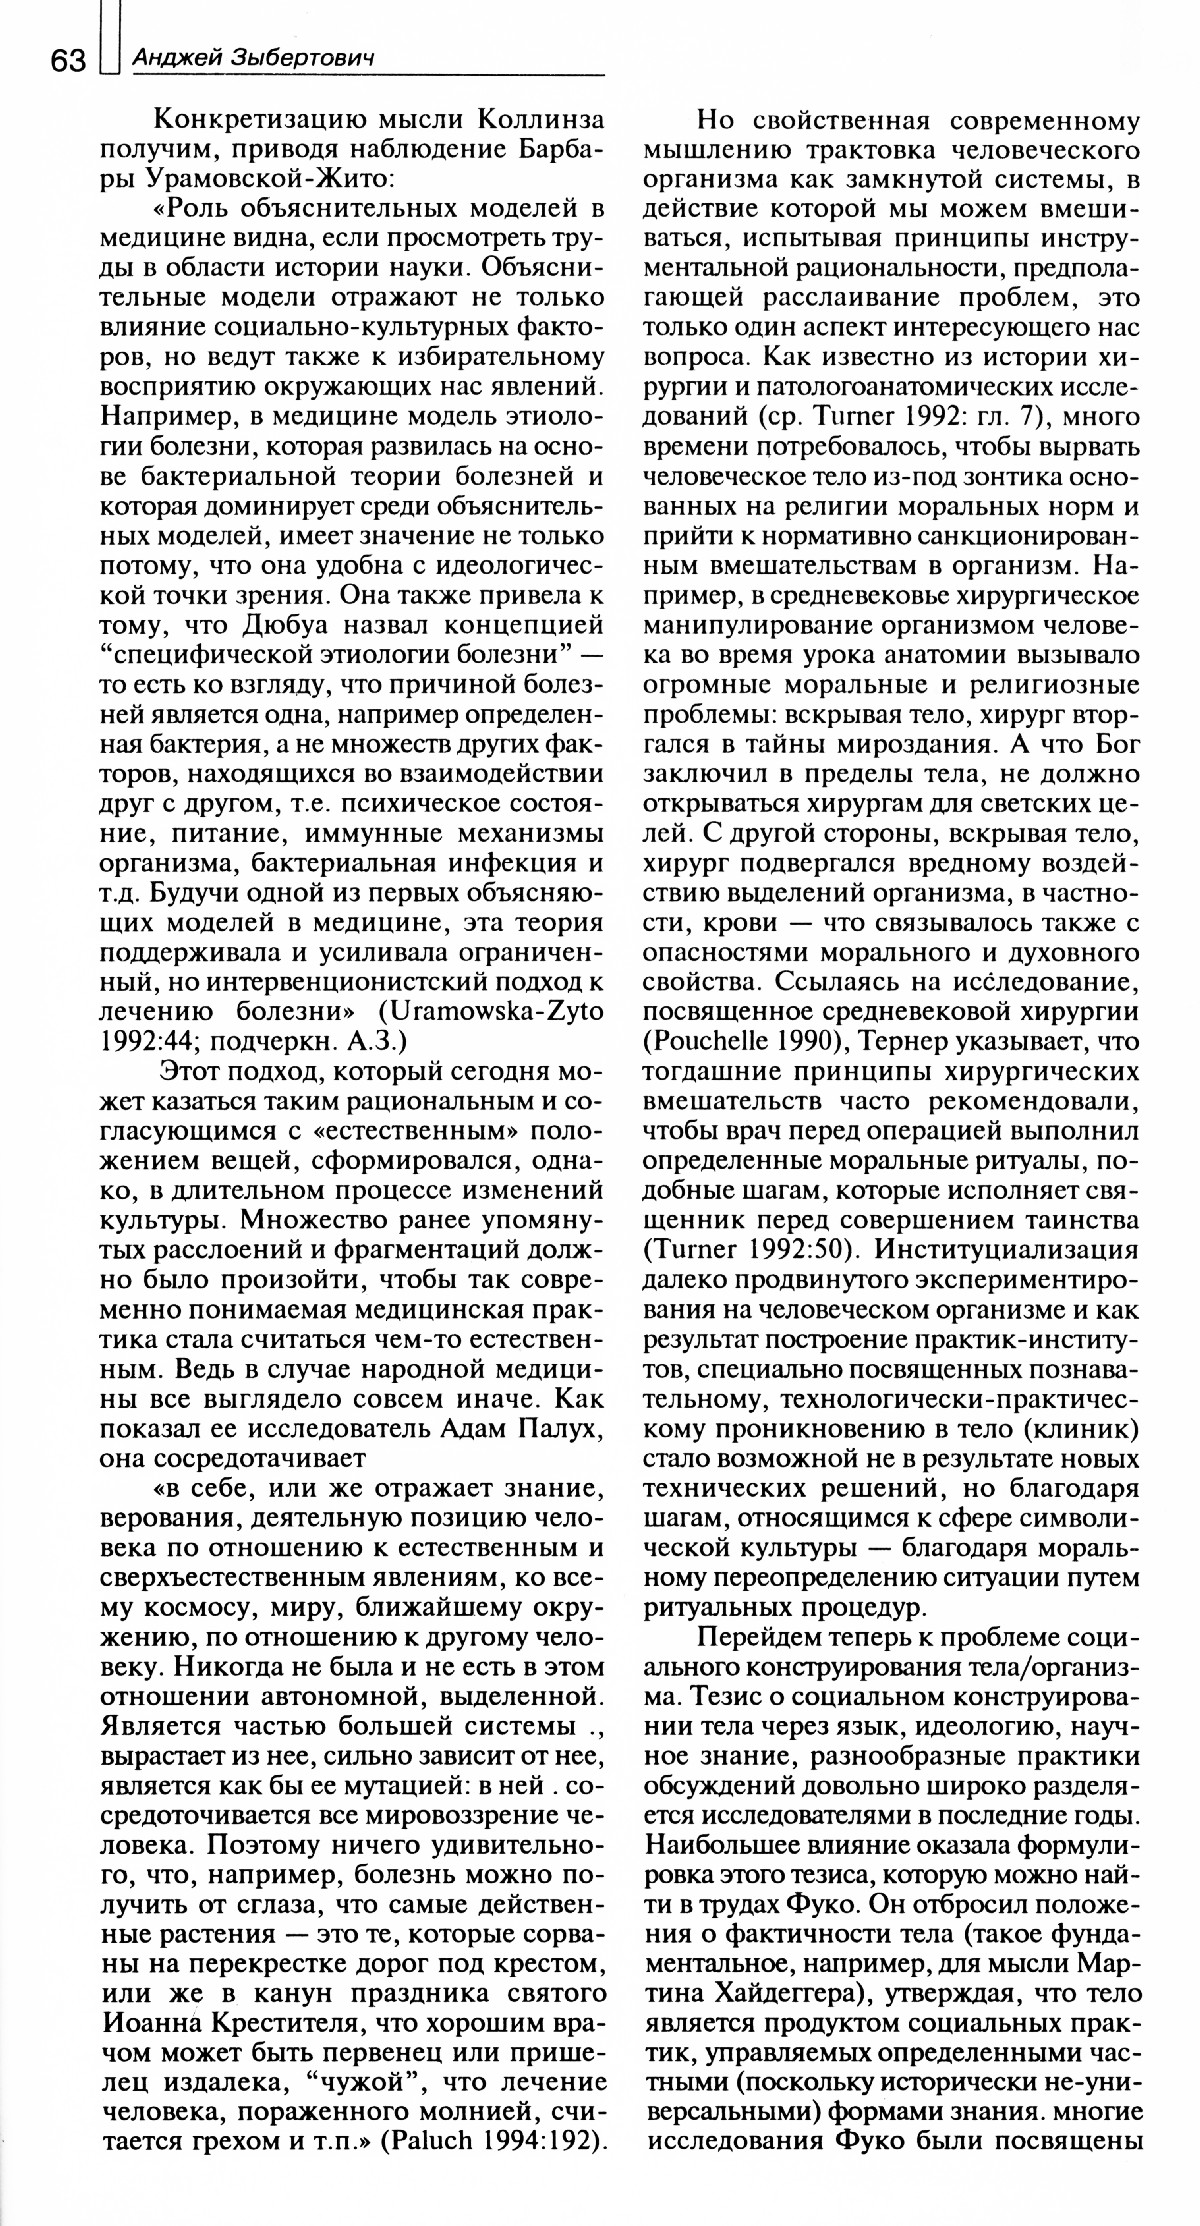 63
Анджей Зыбертович
Конкретизацию мысли Коллинза
получим, приводя наблюдение Барба-
ры Урамовской-Жито:
«Роль объяснительных моделей в
медицине видна, если просмотреть тру-
ды в области истории науки. Объясни-
тельные модели отражают не только
влияние социально-культурных факто-
ров, но ведут также к избирательному
восприятию окружающих нас явлений.
Например, в медицине модель этиоло-
гии болезни, которая развилась на осно-
ве бактериальной теории болезней и
которая доминирует среди объяснитель-
ных моделей, имеет значение не только
потому, что она удобна с идеологичес-
кой точки зрения. Она также привела к
тому, что Дюбуа назвал концепцией
“специфической этиологии болезни” —
то есть ко взгляду, что причиной болез-
ней является одна, например определен-
ная бактерия, а не множеств других фак-
торов, находящихся во взаимодействии
друг с другом, т.е. психическое состоя-
ние, питание, иммунные механизмы
организма, бактериальная инфекция и
т.д. Будучи одной из первых объясняю-
щих моделей в медицине, эта теория
поддерживала и усиливала ограничен-
ный, но интервенционистский подход к
лечению болезни» (Uramowska-Zyto
1992:44; подчеркн. А.З.)
Этот подход, который сегодня мо-
жет казаться таким рациональным и со-
гласующимся с «естественным» поло-
жением вещей, сформировался, одна-
ко, в длительном процессе изменений
культуры. Множество ранее упомяну-
тых расслоений и фрагментаций долж-
но было произойти, чтобы так совре-
менно понимаемая медицинская прак-
тика стала считаться чем-то естествен-
ным. Ведь в случае народной медици-
ны все выглядело совсем иначе. Как
показал ее исследователь Адам Палух,
она сосредотачивает
«в себе, или же отражает знание,
верования, деятельную позицию чело-
века по отношению к естественным и
сверхъестественным явлениям, ко все-
му космосу, миру, ближайшему окру-
жению, по отношению к другому чело-
веку. Никогда не была и не есть в этом
отношении автономной, выделенной.
Является частью большей системы .,
вырастает из нее, сильно зависит от нее,
является как бы ее мутацией: в ней . со-
средоточивается все мировоззрение че-
ловека. Поэтому ничего удивительно-
го, что, например, болезнь можно по-
лучить от сглаза, что самые действен-
ные растения — это те, которые сорва-
ны на перекрестке дорог под крестом,
или же в канун праздника святого
Иоанна Крестителя, что хорошим вра-
чом может быть первенец или прише-
лец издалека, “чужой”, что лечение
человека, пораженного молнией, счи-
тается грехом и т.п.» (Paluch 1994:192).
Но свойственная современному
мышлению трактовка человеческого
организма как замкнутой системы, в
действие которой мы можем вмеши-
ваться, испытывая принципы инстру-
ментальной рациональности, предпола-
гающей расслаивание проблем, это
только один аспект интересующего нас
вопроса. Как известно из истории хи-
рургии и патологоанатомических иссле-
дований (ср. Turner 1992: гл. 7), много
времени потребовалось, чтобы вырвать
человеческое тело из-под зонтика осно-
ванных на религии моральных норм и
прийти к нормативно санкционирован-
ным вмешательствам в организм. На-
пример, в средневековье хирургическое
манипулирование организмом челове-
ка во время урока анатомии вызывало
огромные моральные и религиозные
проблемы: вскрывая тело, хирург втор-
гался в тайны мироздания. А что Бог
заключил в пределы тела, не должно
открываться хирургам для светских це-
лей. С другой стороны, вскрывая тело,
хирург подвергался вредному воздей-
ствию выделений организма, в частно-
сти, крови — что связывалось также с
опасностями морального и духовного
свойства. Ссылаясь на исследование,
посвященное средневековой хирургии
(Pouchelle 1990), Тернер указывает, что
тогдашние принципы хирургических
вмешательств часто рекомендовали,
чтобы врач перед операцией выполнил
определенные моральные ритуалы, по-
добные шагам, которые исполняет свя-
щенник перед совершением таинства
(Turner 1992:50). Институциализация
далеко продвинутого экспериментиро-
вания на человеческом организме и как
результат построение практик-институ-
тов, специально посвященных познава-
тельному, технологически-практичес-
кому проникновению в тело (клиник)
стало возможной не в результате новых
технических решений, но благодаря
шагам, относящимся к сфере символи-
ческой культуры — благодаря мораль-
ному переопределению ситуации путем
ритуальных процедур.
Перейдем теперь к проблеме соци-
ального конструирования тела/организ-
ма. Тезис о социальном конструирова-
нии тела через язык, идеологию, науч-
ное знание, разнообразные практики
обсуждений довольно широко разделя-
ется исследователями в последние годы.
Наибольшее влияние оказала формули-
ровка этого тезиса, которую можно най-
ти в трудах Фуко. Он отбросил положе-
ния о фактичности тела (такое фунда-
ментальное, например, для мысли Мар-
тина Хайдеггера), утверждая, что тело
является продуктом социальных прак-
тик, управляемых определенными час-
тными (поскольку исторически не-уни-
версальными) формами знания. многие
исследования Фуко были посвящены